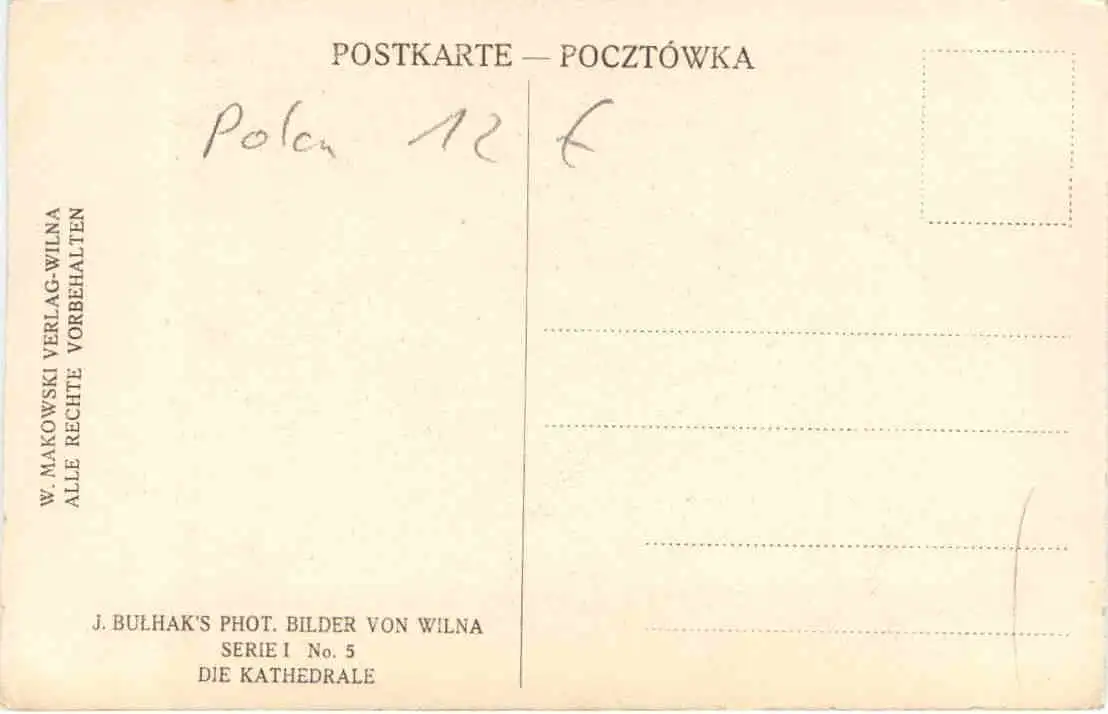 POSTKARTE — POCZTÓWKA
Polen 12 €
W. MAKOWSKI VERLAG-WILNA
ALLE RECHTE VORBEHALTEN
J. BUŁHAK'S PHOT. BILDER VON WILNA
SERIE I No. 5
DIE KATHEDRALE